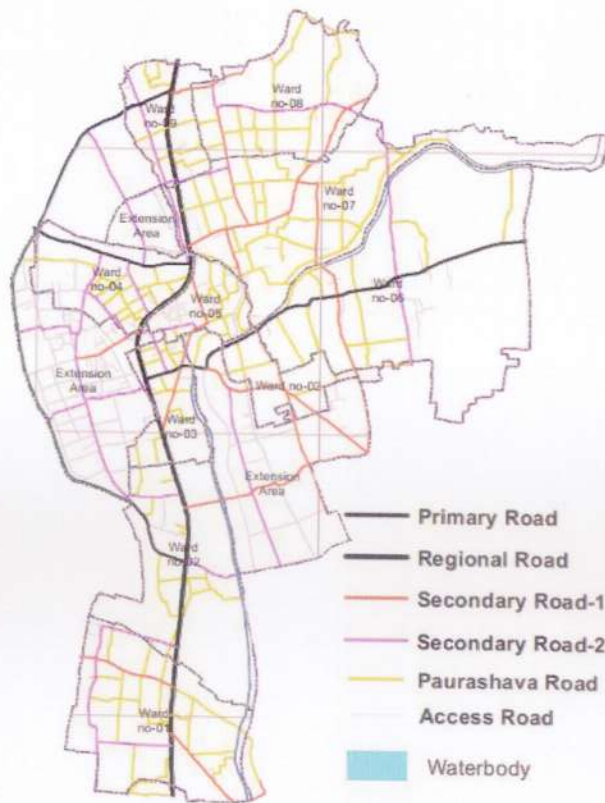 Ward
no-08
Ward
no-09
Ward
no-07
Extension
Area
Ward
no-04
Ward
no-05
Ward
no-06
Extension
Area
Ward no-02
Ward
no-03
Extension
Area
Ward
no-02
Ward
no-01
Primary Road
Regional Road
Secondary Road-1
Secondary Road-2
Paurashava Road
Access Road
Waterbody